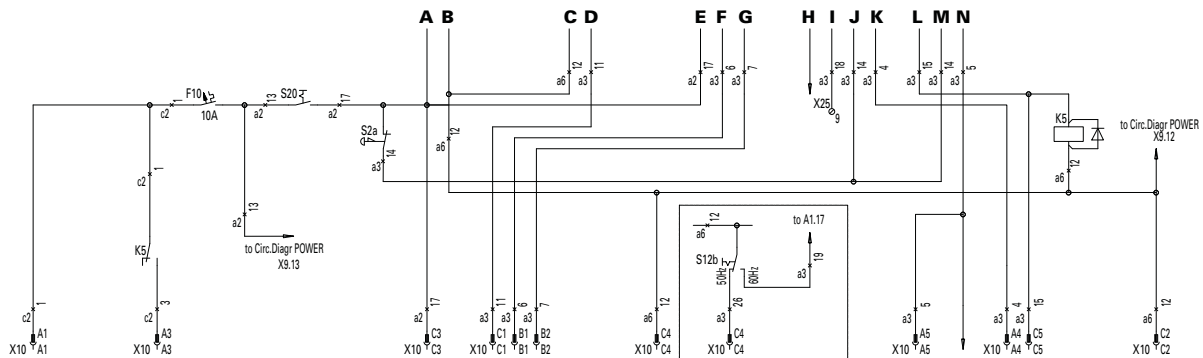 A B C D E F G H I J K L M N
12 11 17 6 7 18 14 4 15 14 5
a6 a3 a2 a3 a3 a3 a3 a3 a3 a3 a3
F10 S20 X25
1 13 17 9
c2 10A a2 a2
S2a 12 K5 to Circ.Diagr POWER
a6 X9.12
14
a3
1 12
c2 a6
13 12 to A1.17
a2 a6
to Circ.Diagr POWER
X9.13
K5 S12b
50Hz 60Hz 19
a3
1 3 17 11 6 7 12 26 5 4 15 12
c2 c2 a2 a3 a3 a3 a6 a3 a3 a3 a3 a6
A1 A3 C3 C1 B1 B2 C4 C4 A5 A4 C5 C2
X10 A1 X10 A3 X10 C3 X10 C1 B1 B2 X10 C4 X10 C4 X10 A5 X10 A4 C5 X10 C2